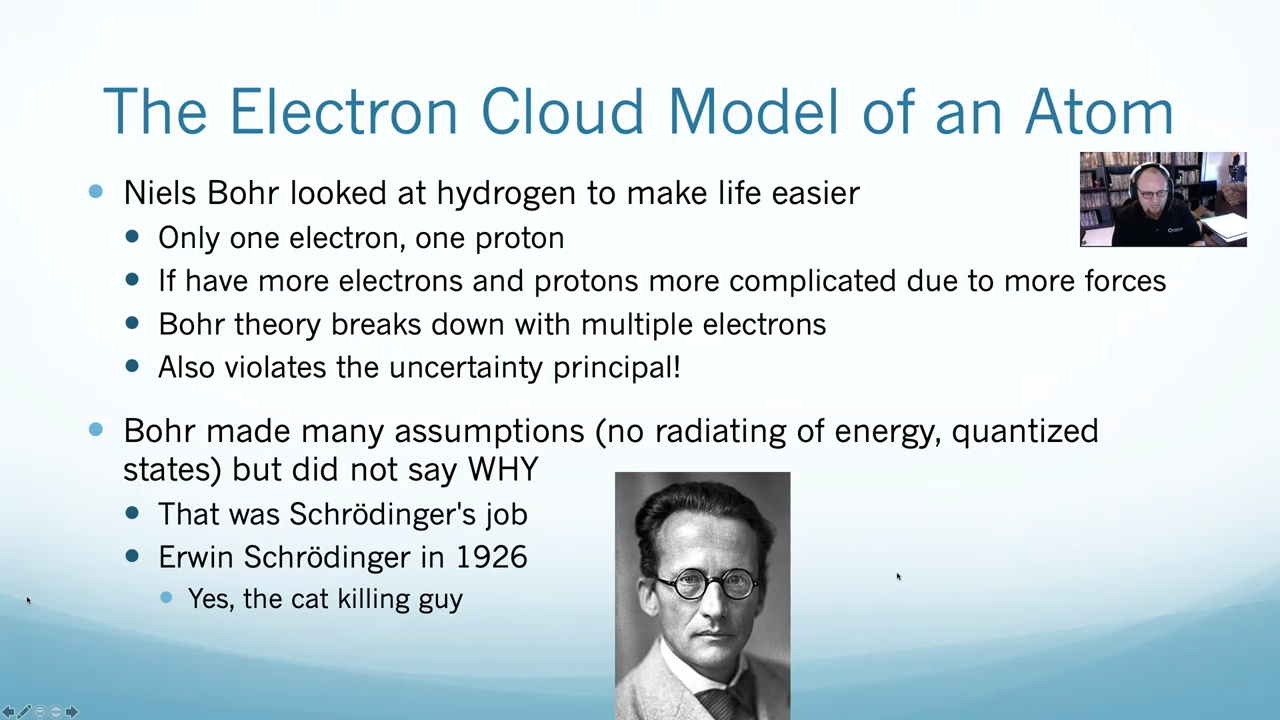 The Electron Cloud Model of an Atom
Niels Bohr looked at hydrogen to make life easier
Only one electron, one proton
If have more electrons and protons more complicated due to more forces
Bohr theory breaks down with multiple electrons
Also violates the uncertainty principal!
Bohr made many assumptions (no radiating of energy, quantized
states) but did not say WHY
That was Schrödinger's job
Erwin Schrödinger in 1926
Yes, the cat killing guy